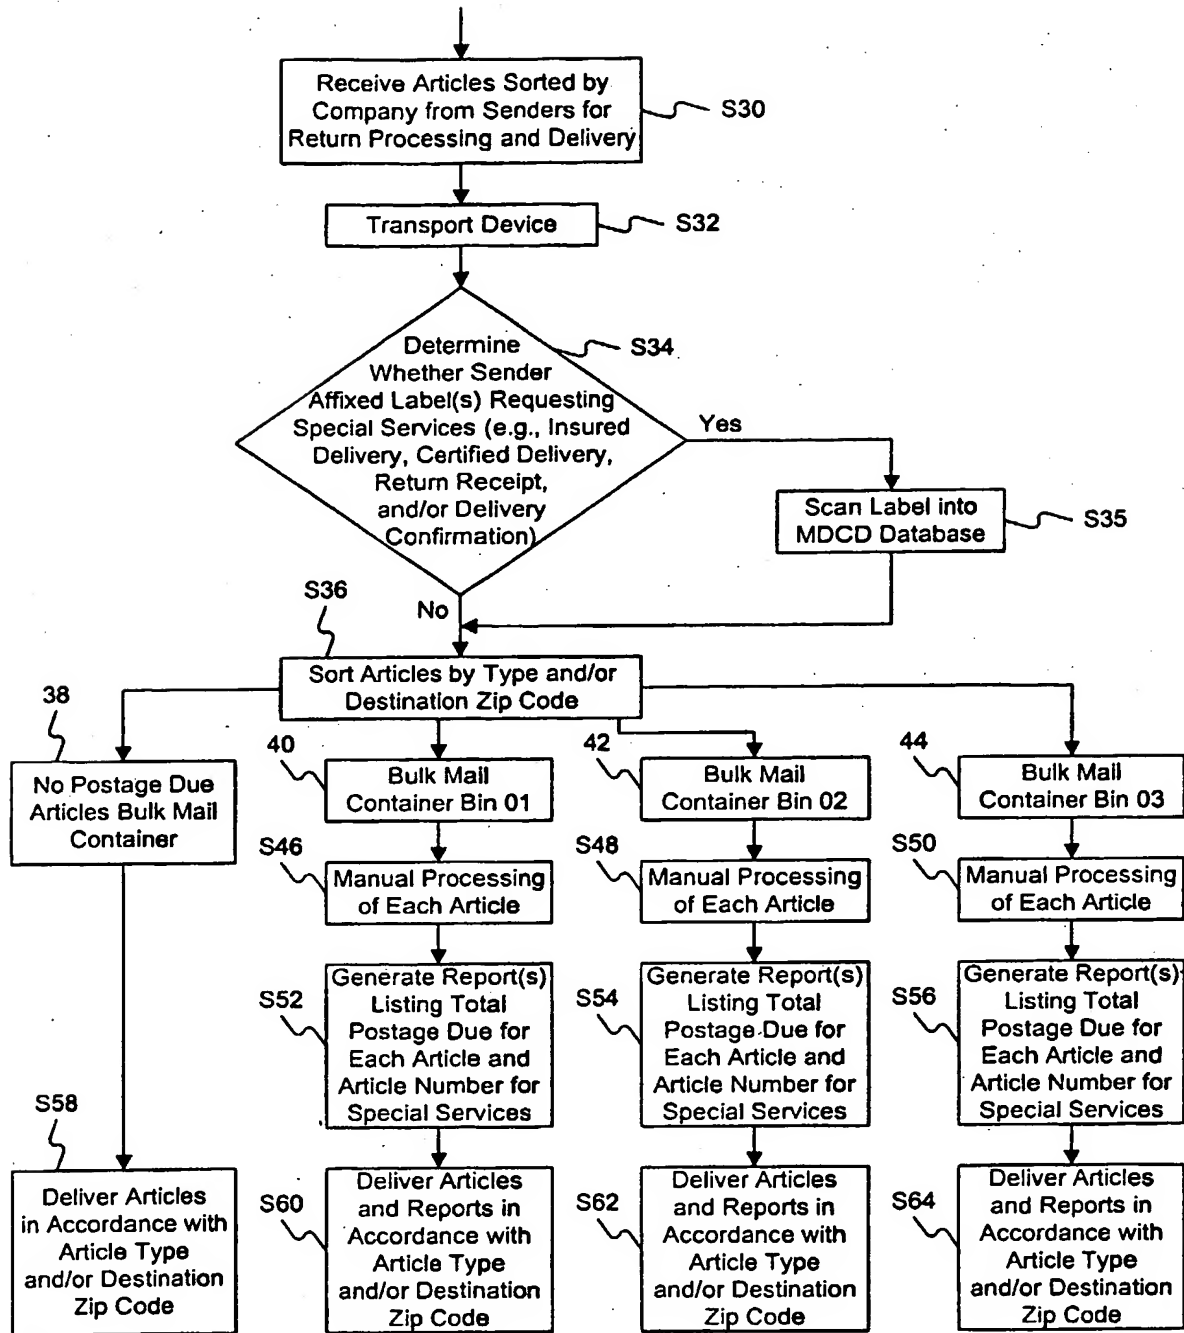 Receive Articles Sorted by
Company from Senders for
Return Processing and Delivery
S30
Transport Device
S32
Determine
Whether Sender
Affixed Label(s) Requesting
Special Services (e.g., Insured
Delivery, Certified Delivery,
Return Receipt,
and/or Delivery
Confirmation)
S34
Yes
Scan Label into
MDCD Database
S35
No
S36
Sort Articles by Type and/or
Destination Zip Code
38
No Postage Due
Articles Bulk Mail
Container
40
Bulk Mail
Container Bin 01
42
Bulk Mail
Container Bin 02
44
Bulk Mail
Container Bin 03
S46
Manual Processing
of Each Article
S48
Manual Processing
of Each Article
S50
Manual Processing
of Each Article
S52
Generate Report(s)
Listing Total
Postage Due for
Each Article and
Article Number for
Special Services
S54
Generate Report(s)
Listing Total
Postage Due for
Each Article and
Article Number for
Special Services
S56
Generate Report(s)
Listing Total
Postage Due for
Each Article and
Article Number for
Special Services
S58
Deliver Articles
in Accordance with
Article Type
and/or Destination
Zip Code
S60
Deliver Articles
and Reports in
Accordance with
Article Type
and/or Destination
Zip Code
S62
Deliver Articles
and Reports in
Accordance with
Article Type
and/or Destination
Zip Code
S64
Deliver Articles
and Reports in
Accordance with
Article Type
and/or Destination
Zip Code